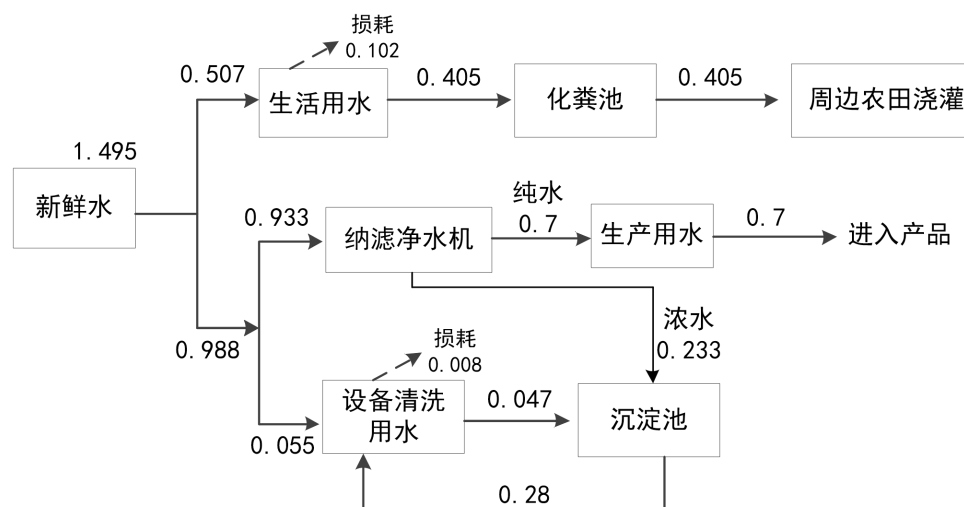 损耗
0.102
0.507
0.405
0.405
生活用水
化粪池
周边农田浇灌
1.495
新鲜水
0.933
纯水
0.7
0.7
纳滤净水机
生产用水
进入产品
0.988
浓水
0.233
损耗
0.008
设备清洗
用水
0.047
沉淀池
0.055
0.28